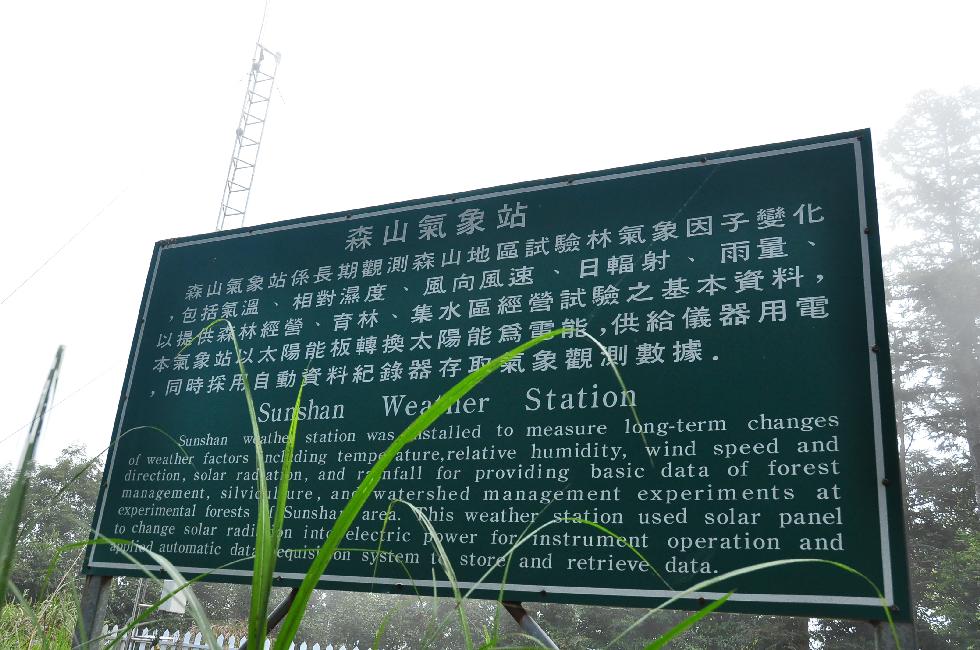 森山氣象站
森山氣象站係長期觀測森山地區試驗林氣象因子變化
，包括氣溫、相對濕度、風向風速、日輻射、雨量、
以提供森林經營、育林、集水區經營試驗之基本資料，
本氣象站以太陽能板轉換太陽能為電能，供給儀器用電
，同時採用自動資料紀錄器存取氣象觀測數據．
Sunshan Weather Station
Sunshan weather station was installed to measure long-term changes
of weather factors including temperature,relative humidity, wind speed and
direction, solar radiation, and rainfall for providing basic data of forest
management, silviculture, and watershed management experiments at
experimental forests of Sunshan area. This weather station used solar panel
to change solar radiation into electric power for instrument operation and
applied automatic data acquisition system to store and retrieve data.